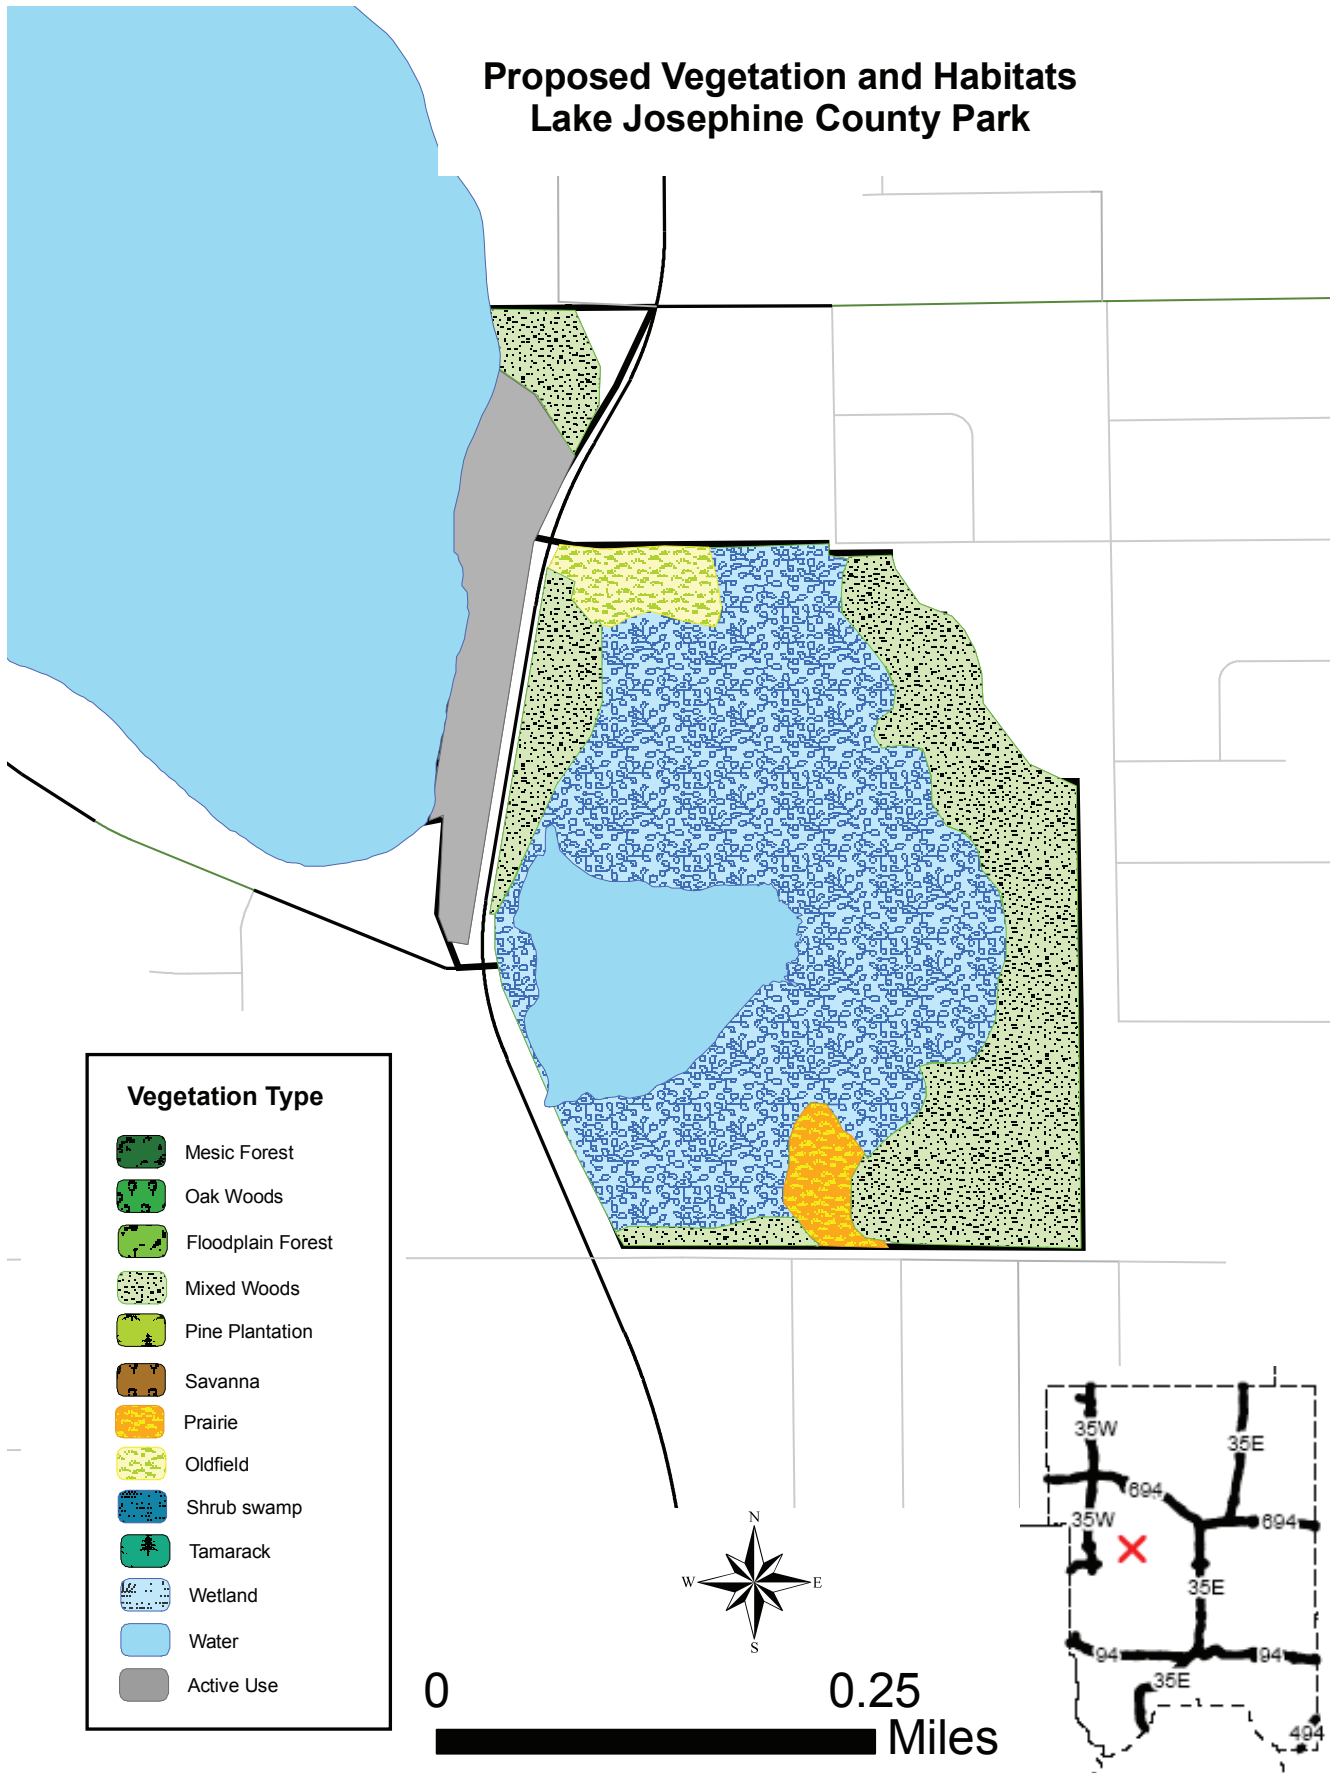 Proposed Vegetation and Habitats
Lake Josephine County Park
Vegetation Type
Mesic Forest
Oak Woods
Floodplain Forest
Mixed Woods
Pine Plantation
Savanna
Prairie
Oldfield
Shrub swamp
Tamarack
Wetland
Water
Active Use
N
W
E
S
0
0.25
Miles
35W
35E
694
35W
694
35E
94
94
35E
494